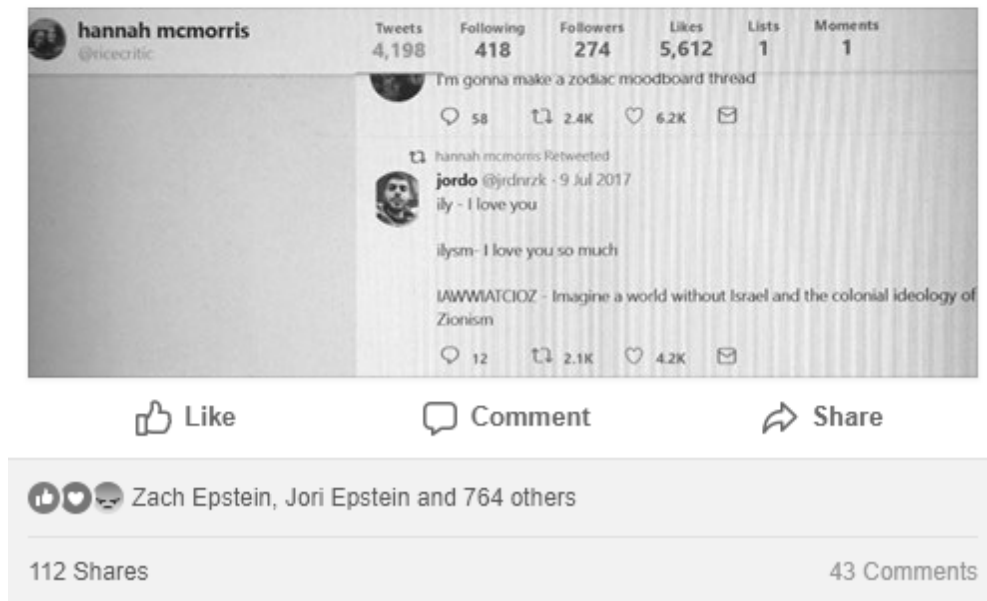 hannah mcmorris
@ricecritic
Tweets Following Followers Likes Lists Moments
4,198 418 274 5,612 1 1
I'm gonna make a zodiac moodboard thread
58 2.4K 6.2K
hannah mcmorris Retweeted
jordo @jrdnrzk · 9 Jul 2017
ily - I love you
ilysm- I love you so much
IAWWIATCIOZ - Imagine a world without Israel and the colonial ideology of
Zionism
12 2.1K 4.2K
Like Comment Share
Zach Epstein, Jori Epstein and 764 others
112 Shares 43 Comments